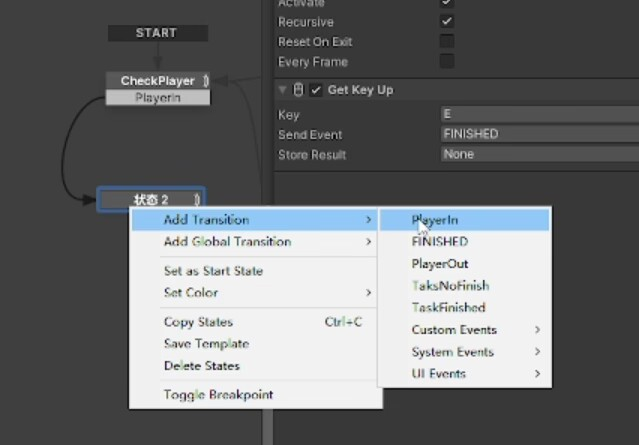 Activate
Recursive
Reset On Exit
Every Frame
START
CheckPlayer
PlayerIn
Get Key Up
Key E
Send Event FINISHED
Store Result None
状态 2
Add Transition
Add Global Transition
Set as Start State
Set Color
Copy States Ctrl+C
Save Template
Delete States
Toggle Breakpoint
PlayerIn
FINISHED
PlayerOut
TaksNoFinish
TaskFinished
Custom Events
System Events
UI Events